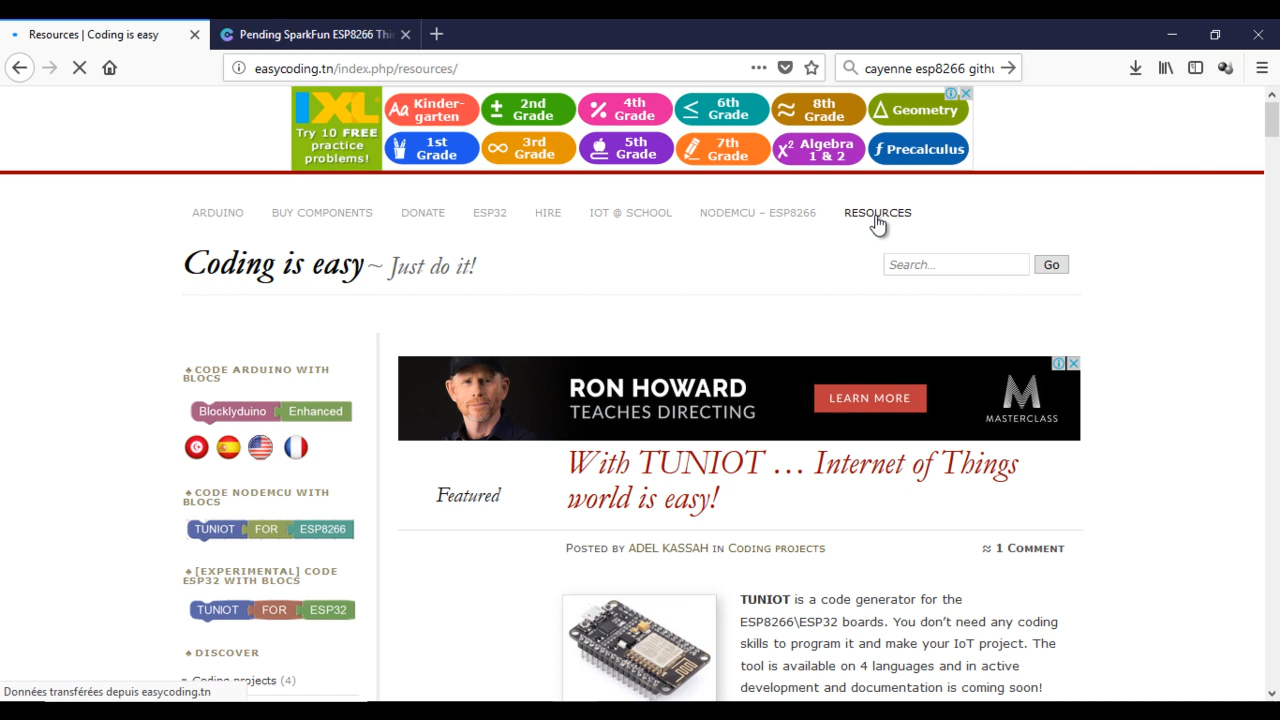 Resources | Coding is easy
Pending SparkFun ESP8266 Thi
easycoding.tn/index.php/resources/
cayenne esp8266 githu
IXL
Try 10 FREE
practice
problems!
Aa Kinder-
garten
2nd
Grade
4th
Grade
6th
Grade
8th
Grade
Geometry
1st
Grade
3rd
Grade
5th
Grade
7th
Grade
x² Algebra
1 & 2
f Precalculus
ARDUINO BUY COMPONENTS DONATE ESP32 HIRE IOT @ SCHOOL NODEMCU – ESP8266 RESOURCES
Coding is easy ~ Just do it!
Search... Go
♠CODE ARDUINO WITH
BLOCS
Blocklyduino Enhanced
♠CODE NODEMCU WITH
BLOCS
TUNIOT FOR ESP8266
♠[EXPERIMENTAL] CODE
ESP32 WITH BLOCS
TUNIOT FOR ESP32
♠DISCOVER
Coding projects (4)
RON HOWARD
TEACHES DIRECTING
LEARN MORE
MASTERCLASS
Featured
With TUNIOT … Internet of Things
world is easy!
POSTED BY ADEL KASSAH IN CODING PROJECTS
≈ 1 COMMENT
TUNIOT is a code generator for the
ESP8266\ESP32 boards. You don’t need any coding
skills to program it and make your IoT project. The
tool is available on 4 languages and in active
development and documentation is coming soon!
Données transférées depuis easycoding.tn